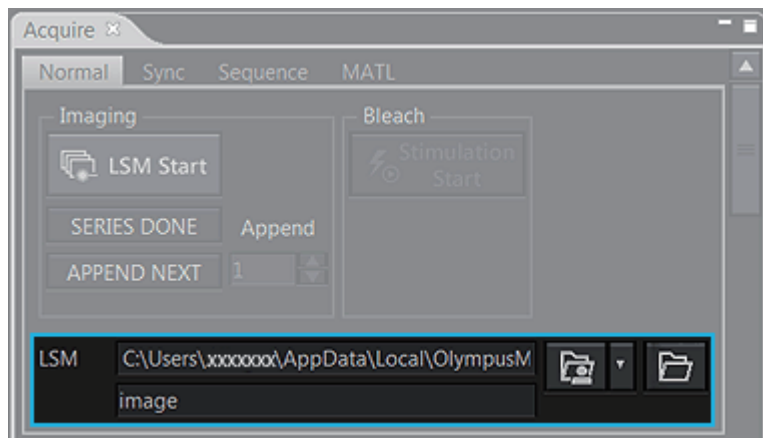 Acquire
Normal Sync Sequence MATL
Imaging Bleach
LSM Start
Stimulation
Start
SERIES DONE Append
APPEND NEXT 1
LSM C:\Users\xxxxxxx\AppData\Local\OlympusM
image